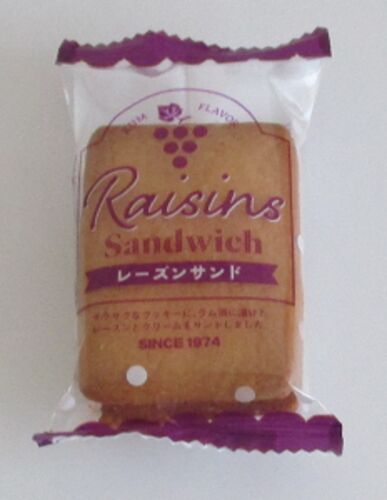 RUM FLAVOR
Raisins
Sandwich
レーズンサンド
サクサクなクッキーに、ラム酒に漬けた
レーズンとクリームをサンドしました
SINCE 1974